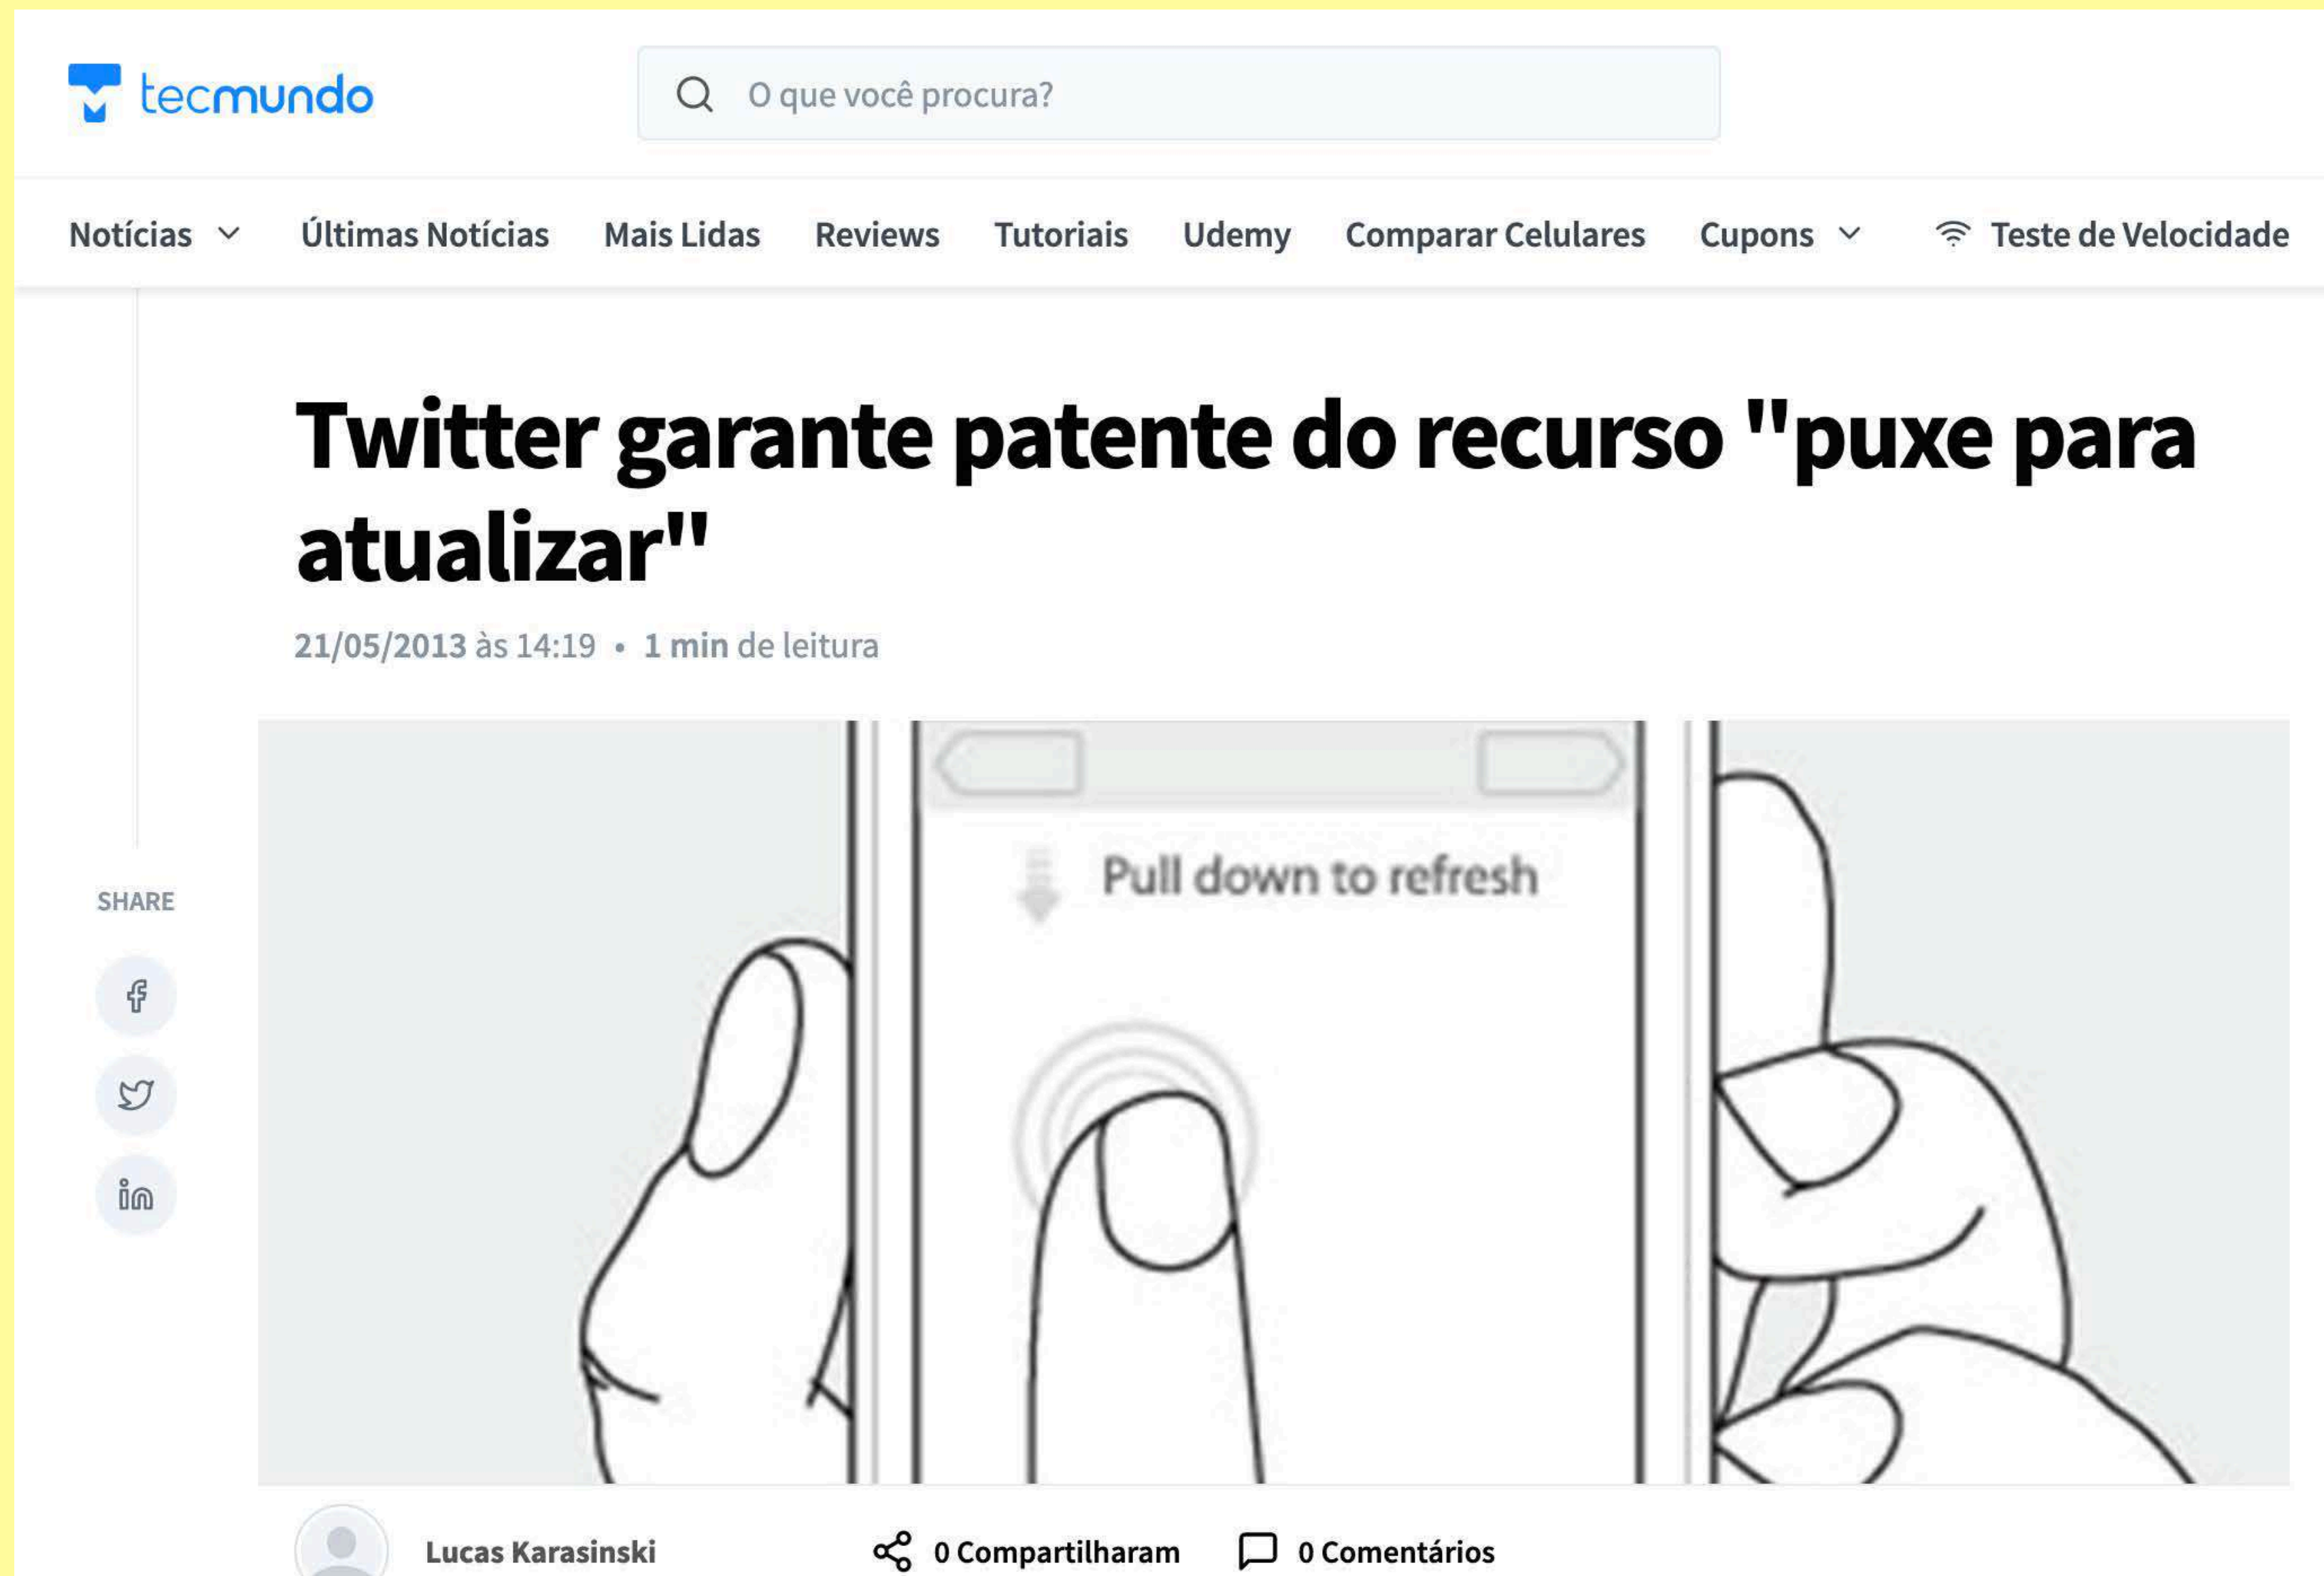 tecmundo
O que você procura?
Notícias Últimas Notícias Mais Lidas Reviews Tutoriais Udemy Comparar Celulares Cupons Teste de Velocidade
Twitter garante patente do recurso "puxe para
atualizar"
21/05/2013 às 14:19 • 1 min de leitura
Pull down to refresh
SHARE
Lucas Karasinski 0 Compartilharam 0 Comentários